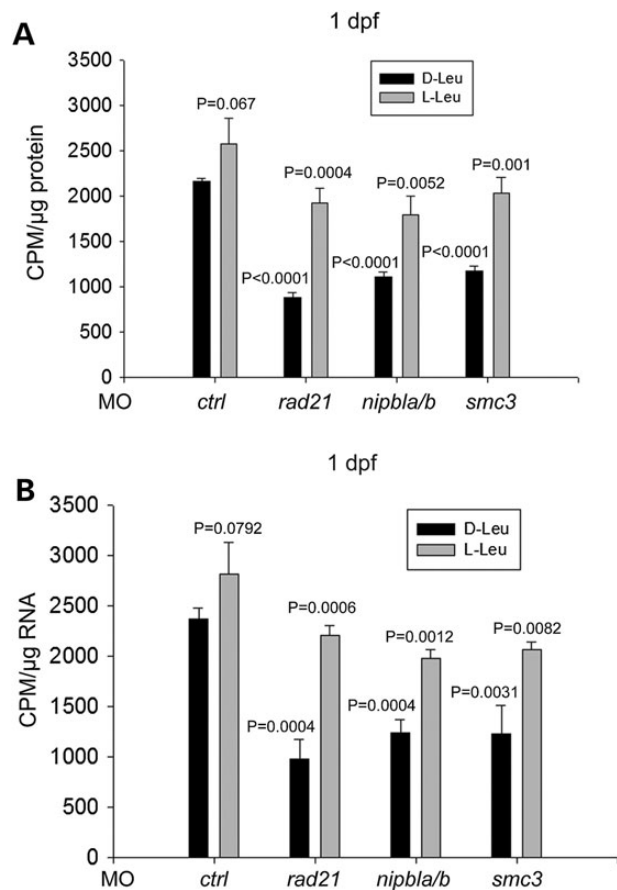 A
1 dpf
3500
3000
2500
2000
1500
1000
500
0
CPM/µg protein
D-Leu
L-Leu
P=0.067
P<0.0001
P=0.0004
P<0.0001
P=0.0052
P<0.0001
P=0.001
MO ctrl rad21 nipbla/b smc3
B
1 dpf
3500
3000
2500
2000
1500
1000
500
0
CPM/µg RNA
D-Leu
L-Leu
P=0.0792
P=0.0004
P=0.0006
P=0.0004
P=0.0012
P=0.0031
P=0.0082
MO ctrl rad21 nipbla/b smc3